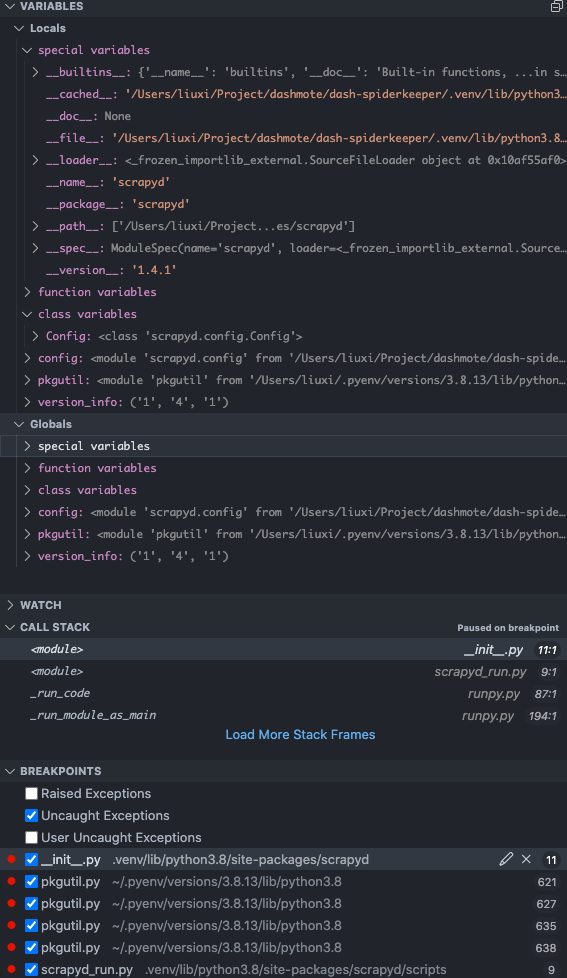 VARIABLES
Locals
special variables
__builtins__: {'__name__': 'builtins', '__doc__': 'Built-in functions, ...in s...
__cached__: '/Users/liuxi/Project/dashmote/dash-spiderkeeper/.venv/lib/python3...
__doc__: None
__file__: '/Users/liuxi/Project/dashmote/dash-spiderkeeper/.venv/lib/python3.8...
__loader__: <_frozen_importlib_external.SourceFileLoader object at 0x10af55af0>
__name__: 'scrapyd'
__package__: 'scrapyd'
__path__: ['/Users/liuxi/Project...es/scrapyd']
__spec__: ModuleSpec(name='scrapyd', loader=<_frozen_importlib_external.Source...
__version__: '1.4.1'
function variables
class variables
Config: <class 'scrapyd.config.Config'>
config: <module 'scrapyd.config' from '/Users/liuxi/Project/dashmote/dash-spide...
pkgutil: <module 'pkgutil' from '/Users/liuxi/.pyenv/versions/3.8.13/lib/python...
version_info: ('1', '4', '1')
Globals
special variables
function variables
class variables
config: <module 'scrapyd.config' from '/Users/liuxi/Project/dashmote/dash-spide...
pkgutil: <module 'pkgutil' from '/Users/liuxi/.pyenv/versions/3.8.13/lib/python...
version_info: ('1', '4', '1')
WATCH
CALL STACK Paused on breakpoint
<module> __init__.py 11:1
<module> scrapyd_run.py 9:1
_run_code runpy.py 87:1
_run_module_as_main runpy.py 194:1
Load More Stack Frames
BREAKPOINTS
Raised Exceptions
Uncaught Exceptions
User Uncaught Exceptions
__init__.py .venv/lib/python3.8/site-packages/scrapyd 11
pkgutil.py ~/.pyenv/versions/3.8.13/lib/python3.8 621
pkgutil.py ~/.pyenv/versions/3.8.13/lib/python3.8 627
pkgutil.py ~/.pyenv/versions/3.8.13/lib/python3.8 635
pkgutil.py ~/.pyenv/versions/3.8.13/lib/python3.8 638
scrapyd_run.py .venv/lib/python3.8/site-packages/scrapyd/scripts 9